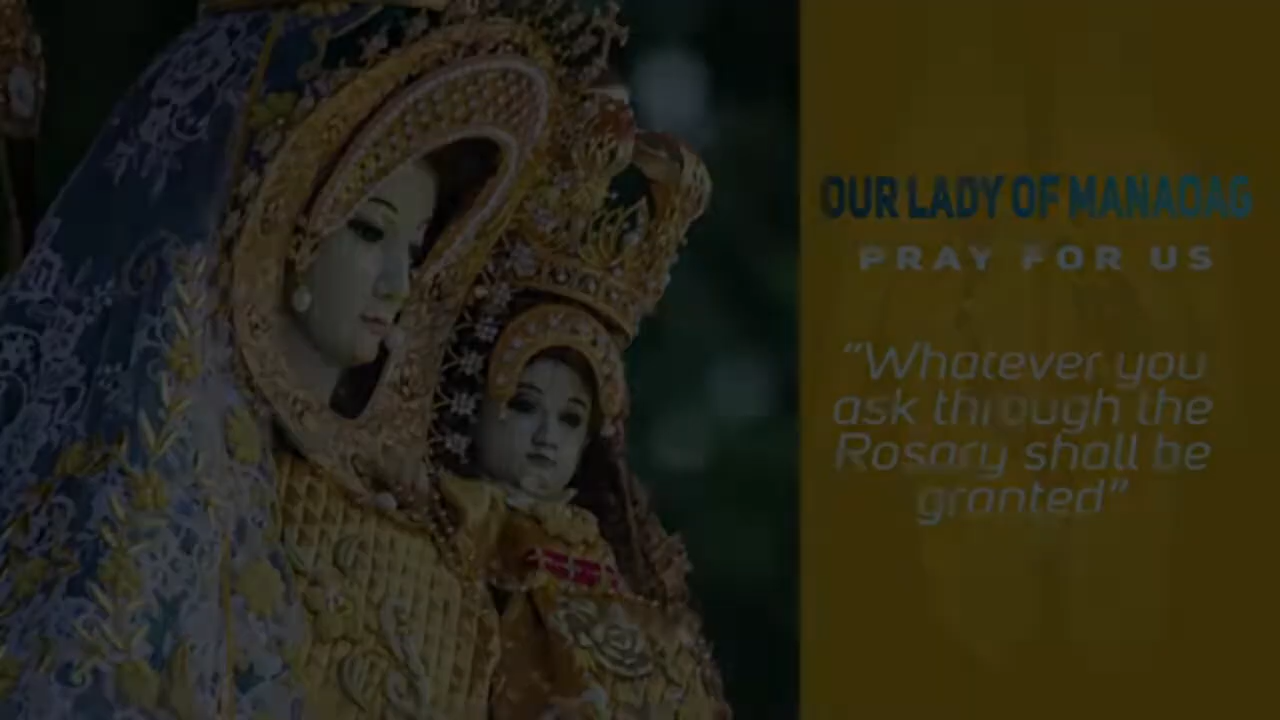 OUR LADY OF MANAOAG
PRAY FOR US
“Whatever you
ask through the
Rosary shall be
granted”